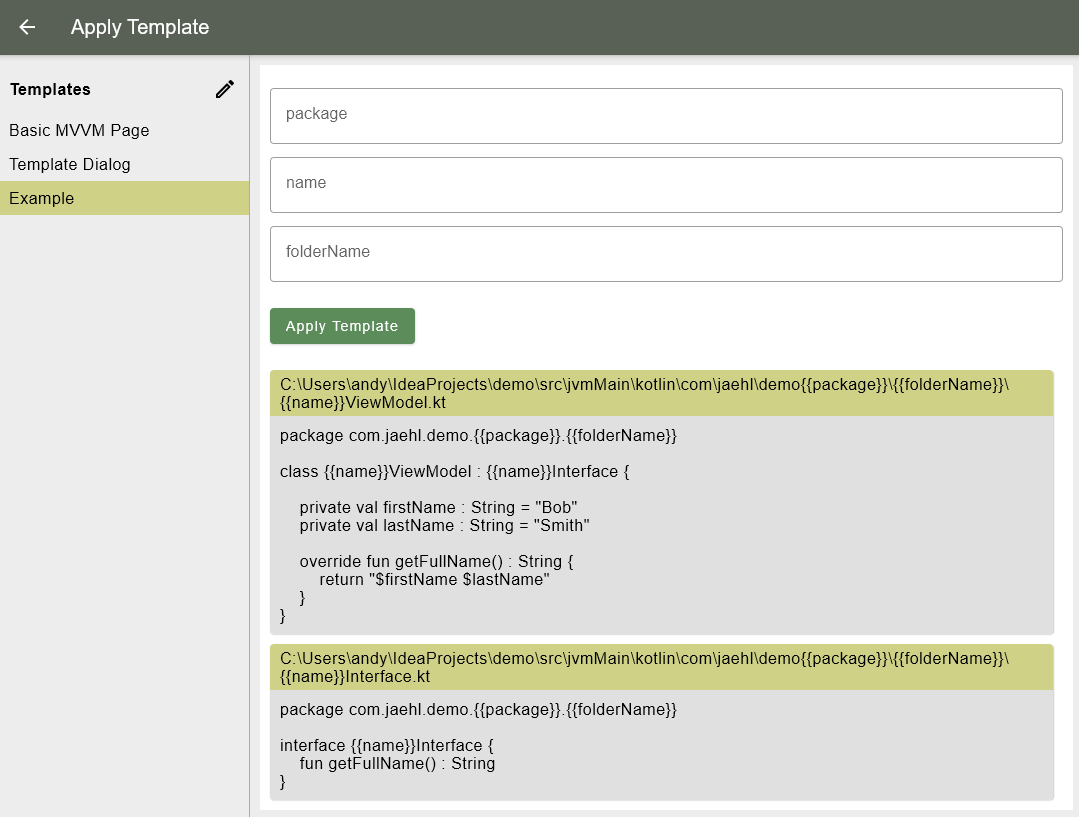 Apply Template
Templates
Basic MVVM Page
Template Dialog
Example
package
name
folderName
Apply Template
C:\Users\andy\IdeaProjects\demo\src\jvmMain\kotlin\com\jaehl\demo{{package}}\{{folderName}}\
{{name}}ViewModel.kt
package com.jaehl.demo.{{package}}.{{folderName}}
class {{name}}ViewModel : {{name}}Interface {
    private val firstName : String = "Bob"
    private val lastName : String = "Smith"
    override fun getFullName() : String {
        return "$firstName $lastName"
    }
}
C:\Users\andy\IdeaProjects\demo\src\jvmMain\kotlin\com\jaehl\demo{{package}}\{{folderName}}\
{{name}}Interface.kt
package com.jaehl.demo.{{package}}.{{folderName}}
interface {{name}}Interface {
    fun getFullName() : String
}